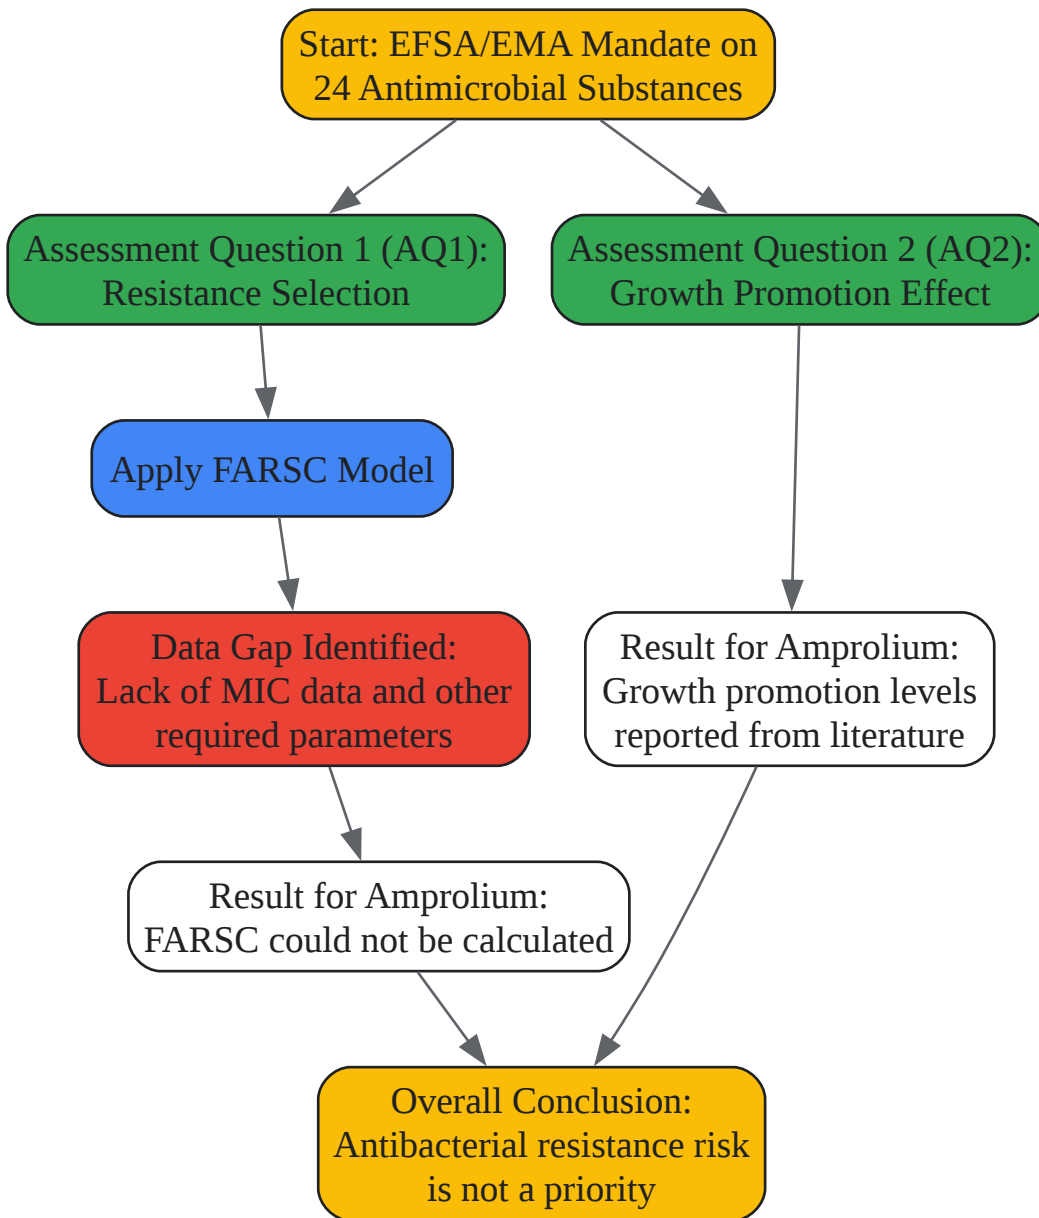 Start: EFSA/EMA Mandate on
24 Antimicrobial Substances
Assessment Question 1 (AQ1):
Resistance Selection
Assessment Question 2 (AQ2):
Growth Promotion Effect
Apply FARSC Model
Data Gap Identified:
Lack of MIC data and other
required parameters
Result for Amprolium:
Growth promotion levels
reported from literature
Result for Amprolium:
FARSC could not be calculated
Overall Conclusion:
Antibacterial resistance risk
is not a priority